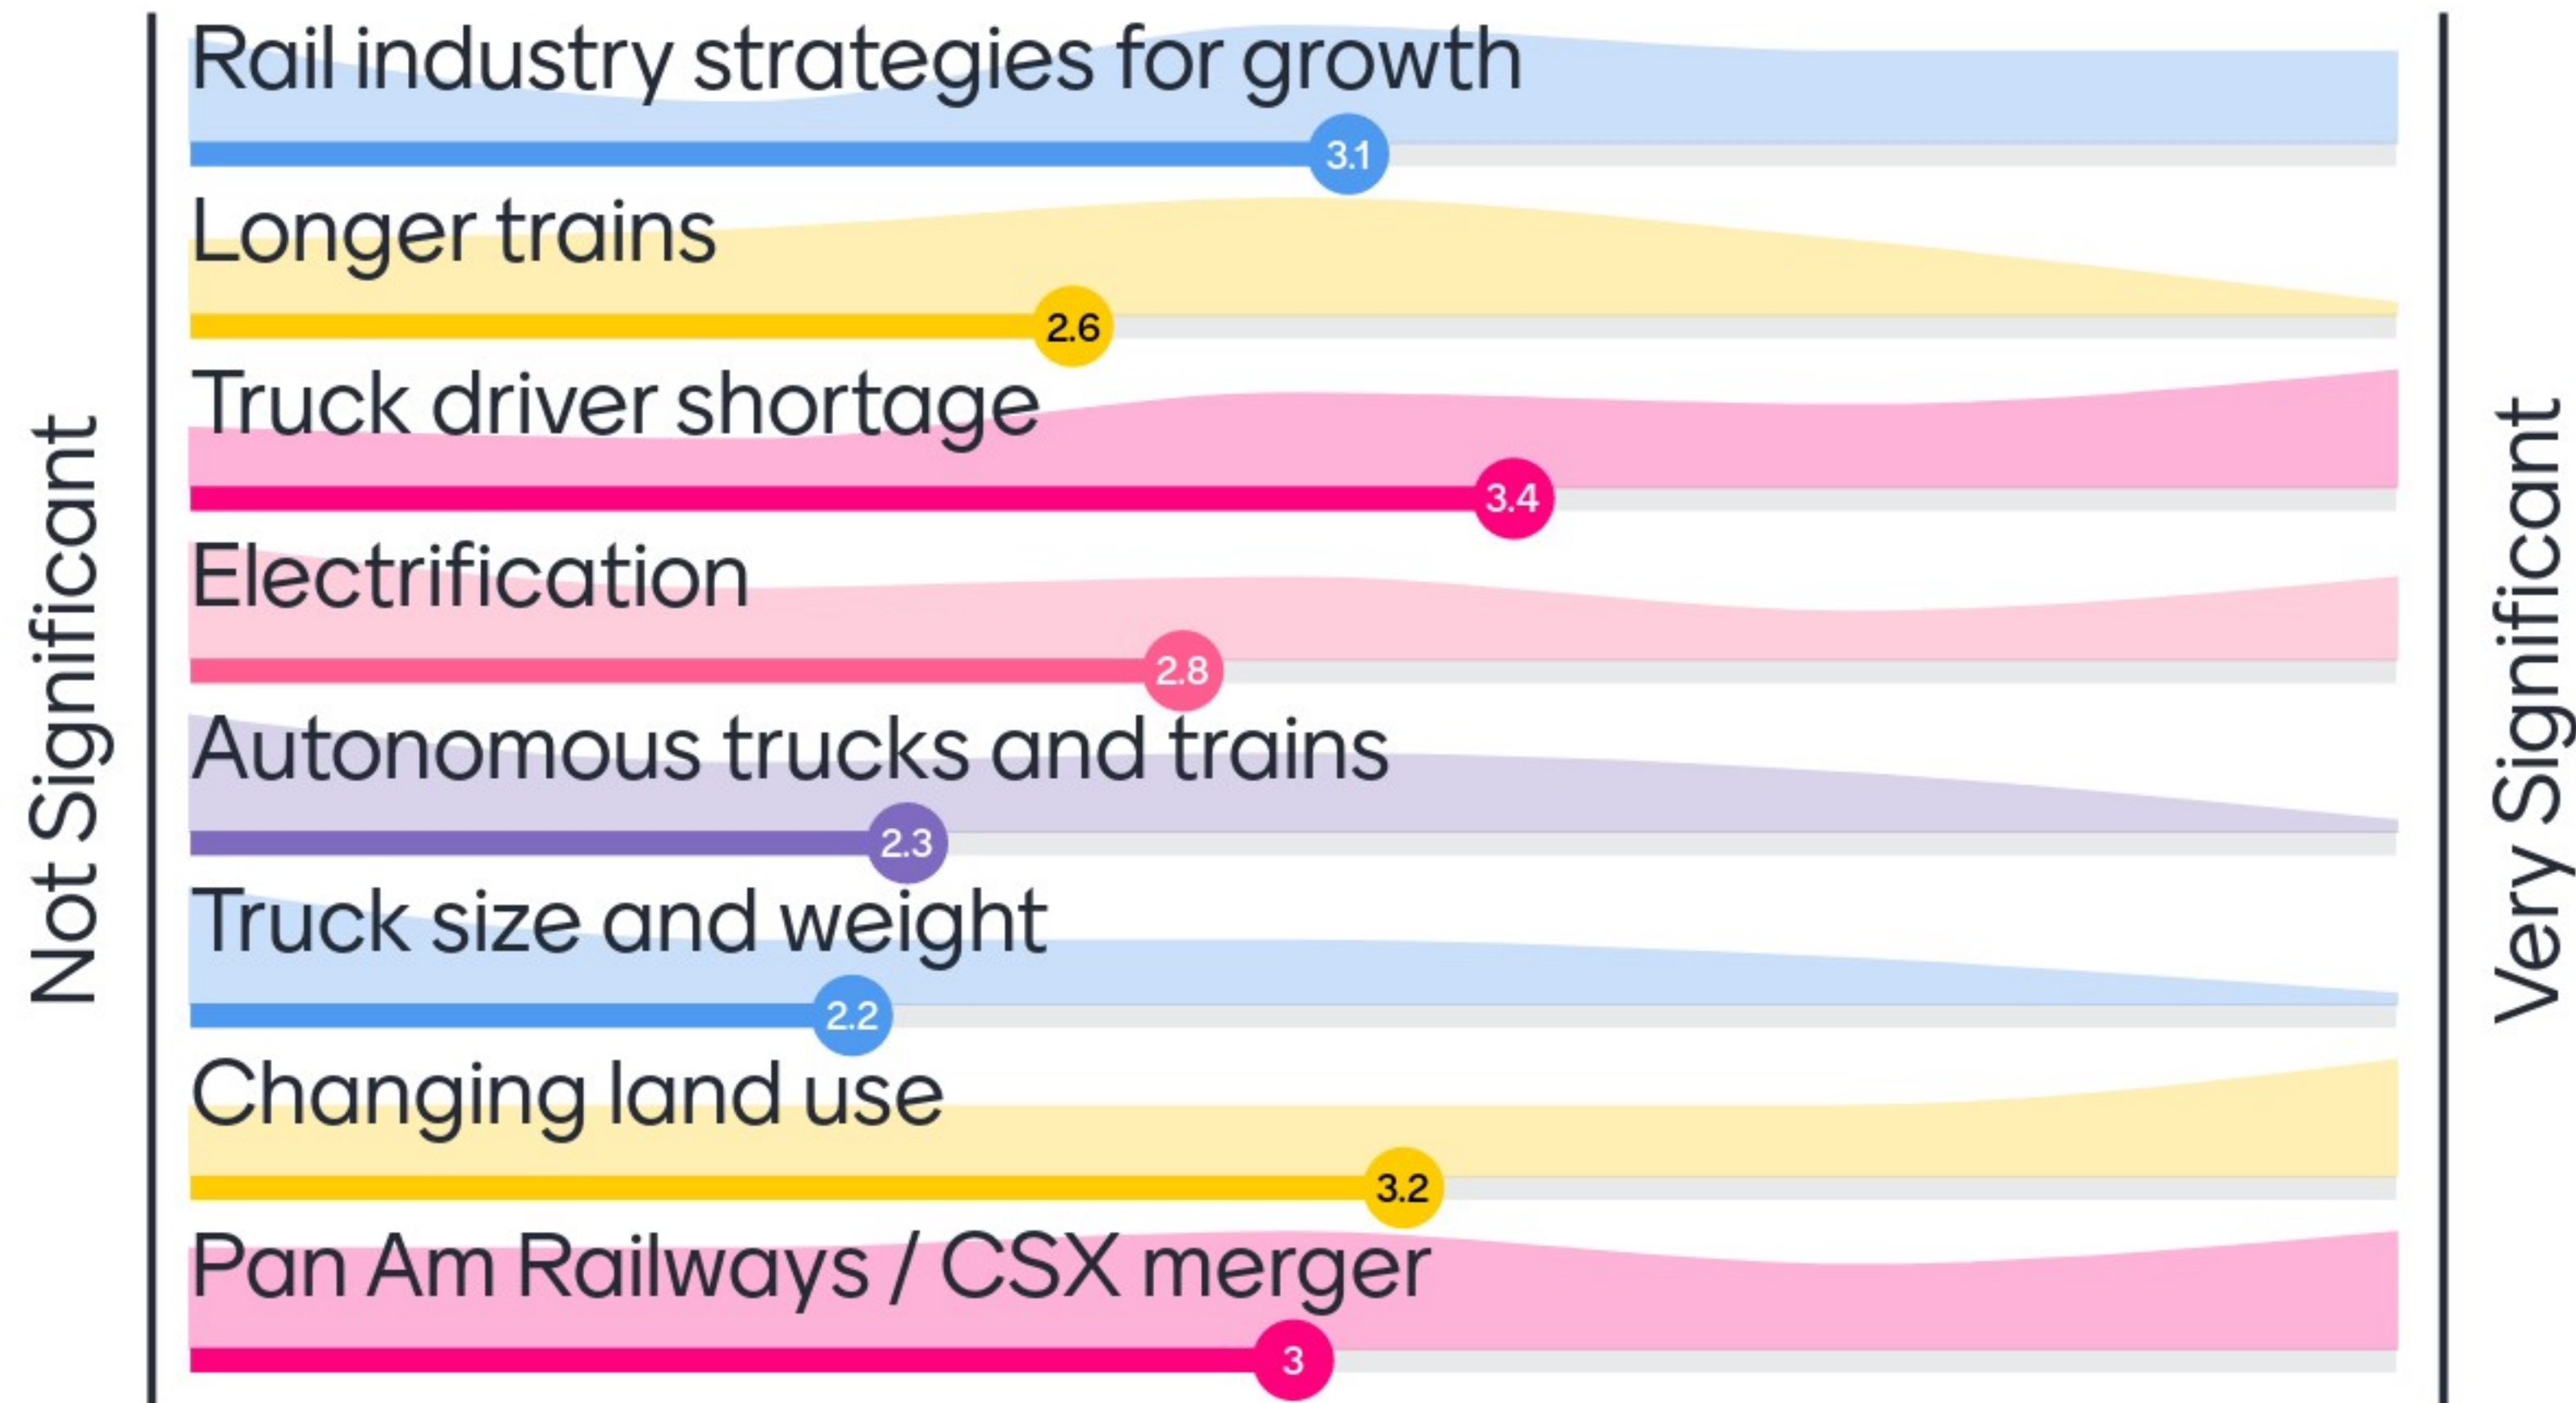 Not Significant
Rail industry strategies for growth
3.1
Longer trains
2.6
Truck driver shortage
3.4
Electrification
2.8
Autonomous trucks and trains
2.3
Truck size and weight
2.2
Changing land use
3.2
Pan Am Railways / CSX merger
3
Very Significant